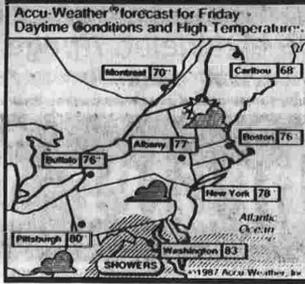 Accu-Weather® forecast for Friday
Daytime Conditions and High Temperatures
Montreal 70°
Caribou 68°
Albany 77°
Boston 76°
Buffalo 76°
New York 78°
Atlantic
Ocean
Pittsburgh 80°
Washington 83°
SHOWERS
©1987 Accu-Weather, Inc.